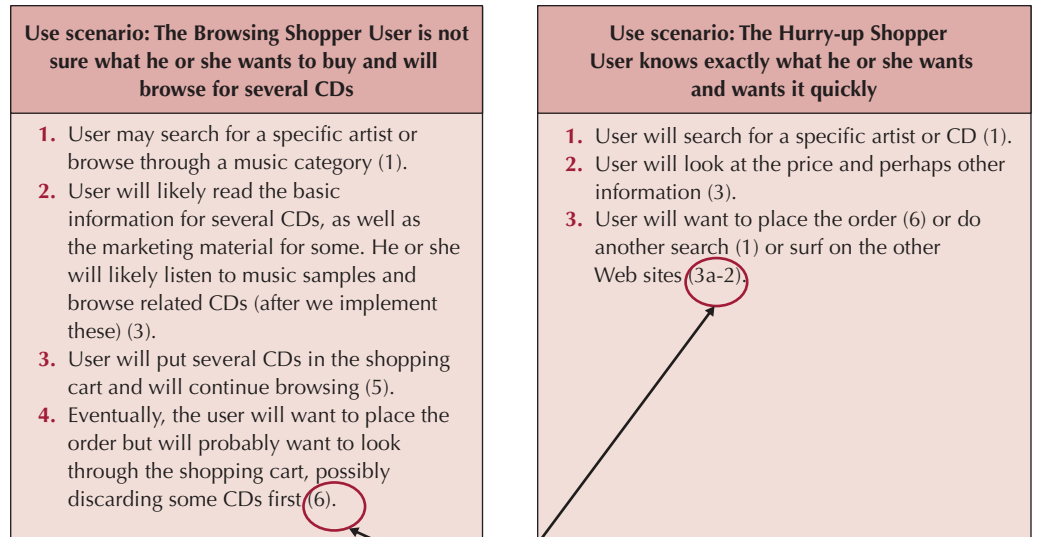 Use scenario: The Browsing Shopper User is not
sure what he or she wants to buy and will
browse for several CDs
1. User may search for a specific artist or
browse through a music category (1).
2. User will likely read the basic
information for several CDs, as well as
the marketing material for some. He or she
will likely listen to music samples and
browse related CDs (after we implement
these) (3).
3. User will put several CDs in the shopping
cart and will continue browsing (5).
4. Eventually, the user will want to place the
order but will probably want to look
through the shopping cart, possibly
discarding some CDs first (6).
Use scenario: The Hurry-up Shopper
User knows exactly what he or she wants
and wants it quickly
1. User will search for a specific artist or CD (1).
2. User will look at the price and perhaps other
information (3).
3. User will want to place the order (6) or do
another search (1) or surf on the other
Web sites (3a-2).